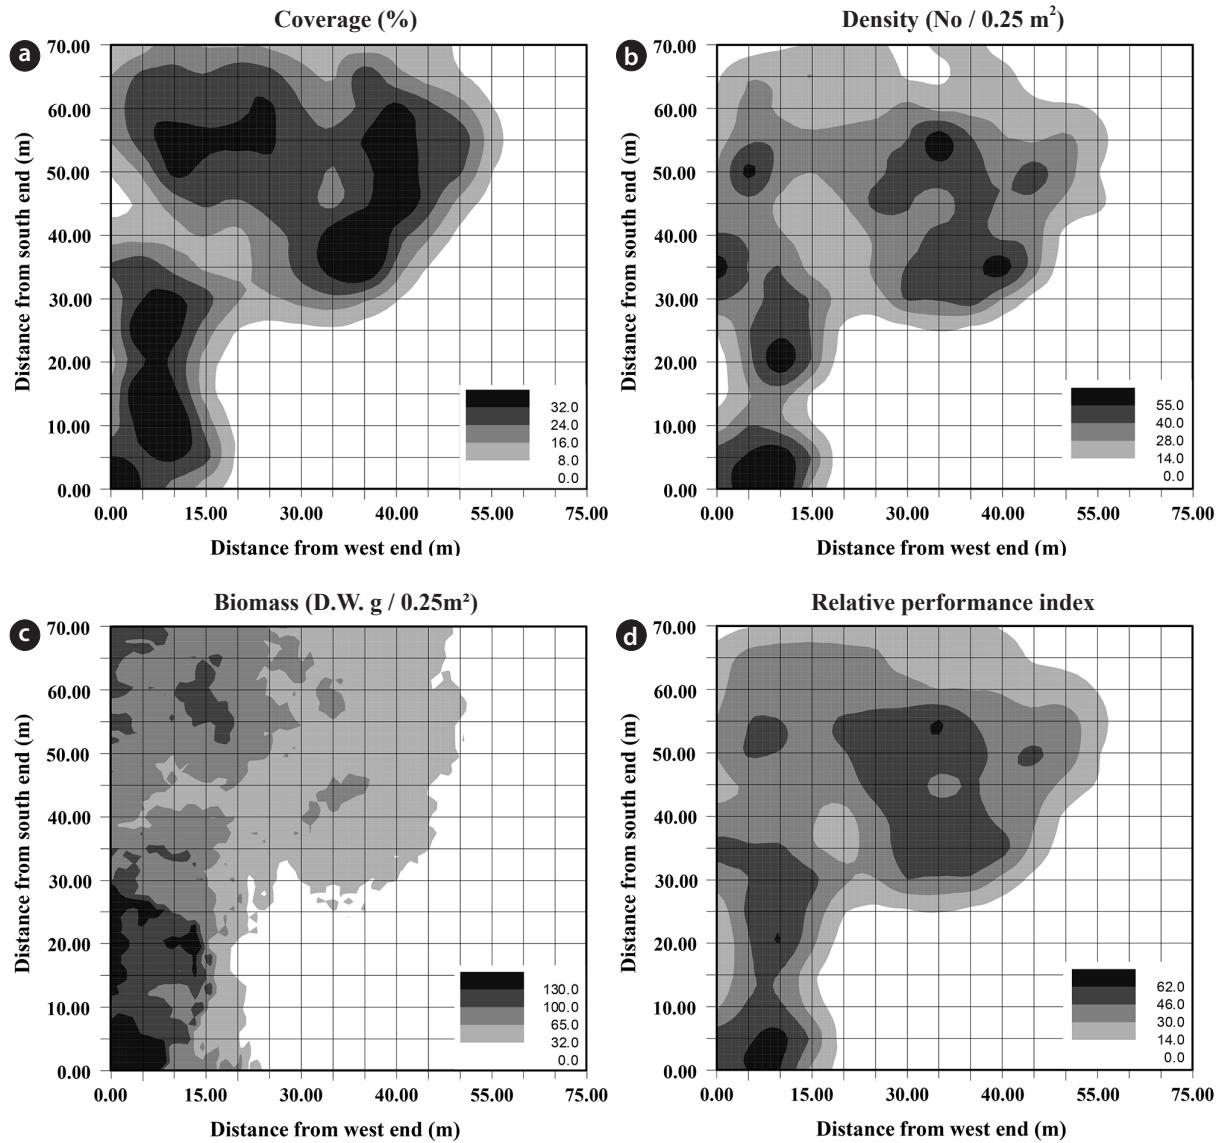 Coverage (%)
a
70.00
60.00
50.00
40.00
30.00
20.00
10.00
0.00
Distance from south end (m)
32.0
24.0
16.0
8.0
0.0
0.00 15.00 30.00 40.00 55.00 75.00
Distance from west end (m)
Density (No / 0.25 m²)
b
70.00
60.00
50.00
40.00
30.00
20.00
10.00
0.00
Distance from south end (m)
55.0
40.0
28.0
14.0
0.0
0.00 15.00 30.00 40.00 55.00 75.00
Distance from west end (m)
Biomass (D.W. g / 0.25m²)
c
70.00
60.00
50.00
40.00
30.00
20.00
10.00
0.00
Distance from south end (m)
130.0
100.0
65.0
32.0
0.0
0.00 15.00 30.00 40.00 55.00 75.00
Distance from west end (m)
Relative performance index
d
70.00
60.00
50.00
40.00
30.00
20.00
10.00
0.00
Distance from south end (m)
62.0
46.0
30.0
14.0
0.0
0.00 15.00 30.00 40.00 55.00 75.00
Distance from west end (m)